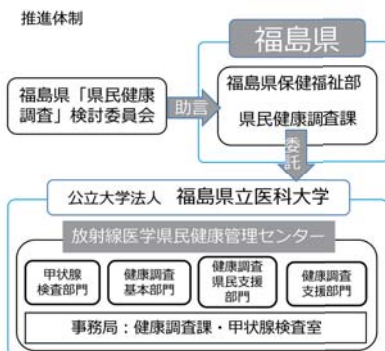 推進体制
福島県
福島県「県民健康
調査」検討委員会
助言
福島県保健福祉部
県民健康調査課
委託
公立大学法人 福島県立医科大学
放射線医学県民健康管理センター
甲状腺
検査部門
健康調査
基本部門
健康調査
県民支援
部門
健康調査
支援部門
事務局：健康調査課・甲状腺検査室